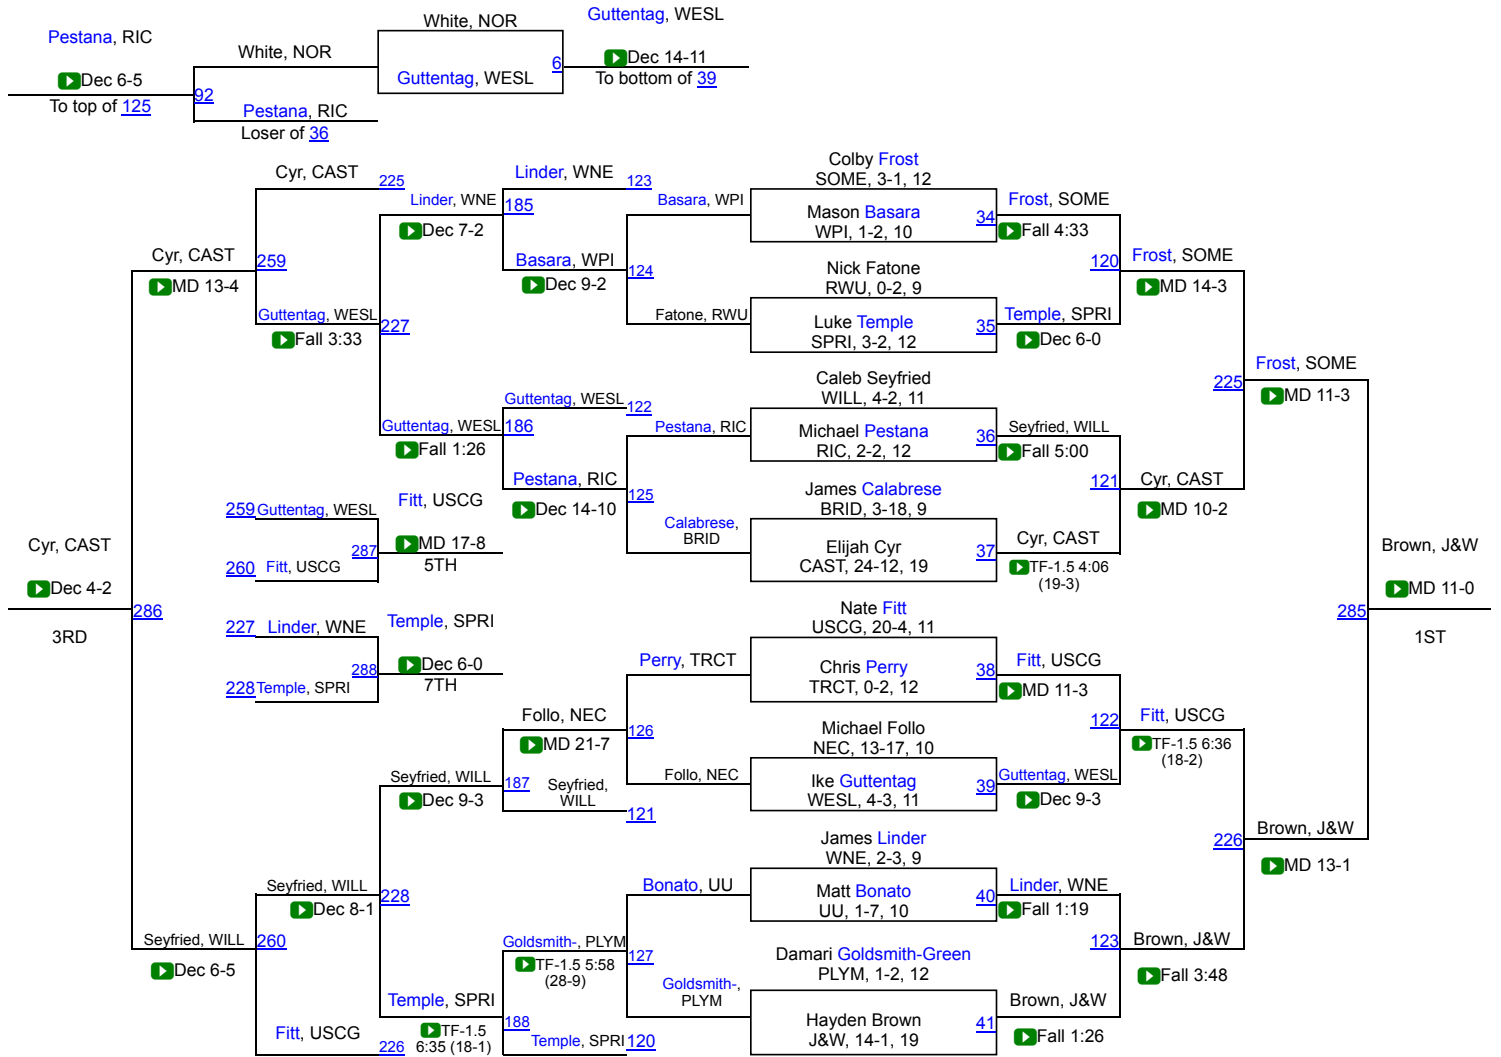 White, NOR
Guttentag, WESL
Pestana, RIC
White, NOR
Dec 14-11
Dec 6-5
Guttentag, WESL
6
To bottom of 39
To top of 125
92
Pestana, RIC
Loser of 36
Colby Frost
SOME, 3-1, 12
Cyr, CAST
225
Linder, WNE
123
Linder, WNE
185
Basara, WPI
Mason Basara
WPI, 1-2, 10
34
Frost, SOME
Fall 4:33
Dec 7-2
Cyr, CAST
259
MD 13-4
Basara, WPI
124
Dec 9-2
Nick Fatone
RWU, 0-2, 9
120
Frost, SOME
MD 14-3
Guttentag, WESL
227
Fall 3:33
Fatone, RWU
Luke Temple
SPRI, 3-2, 12
35
Temple, SPRI
Dec 6-0
Caleb Seyfried
WILL, 4-2, 11
225
Frost, SOME
MD 11-3
Guttentag, WESL
122
Guttentag, WESL
186
Fall 1:26
Pestana, RIC
Michael Pestana
RIC, 2-2, 12
36
Seyfried, WILL
Fall 5:00
Pestana, RIC
125
Dec 14-10
James Calabrese
BRID, 3-18, 9
121
Cyr, CAST
MD 10-2
259
Guttentag, WESL
Fitt, USCG
287
MD 17-8
5TH
260
Fitt, USCG
Calabrese,
BRID
Elijah Cyr
CAST, 24-12, 19
37
Cyr, CAST
TF-1.5 4:06
(19-3)
Cyr, CAST
Dec 4-2
286
3RD
Brown, J&W
MD 11-0
285
1ST
Nate Fitt
USCG, 20-4, 11
227
Linder, WNE
Temple, SPRI
288
Dec 6-0
7TH
228
Temple, SPRI
Perry, TRCT
Chris Perry
TRCT, 0-2, 12
38
Fitt, USCG
MD 11-3
Follo, NEC
126
MD 21-7
Michael Follo
NEC, 13-17, 10
122
Fitt, USCG
TF-1.5 6:36
(18-2)
Seyfried, WILL
187
Dec 9-3
Seyfried,
WILL
121
Follo, NEC
Ike Guttentag
WESL, 4-3, 11
39
Guttentag, WESL
Dec 9-3
James Linder
WNE, 2-3, 9
226
Brown, J&W
MD 13-1
Seyfried, WILL
228
Dec 8-1
Bonato, UU
Matt Bonato
UU, 1-7, 10
40
Linder, WNE
Fall 1:19
Seyfried, WILL
260
Dec 6-5
Goldsmith-, PLYM
127
TF-1.5 5:58
(28-9)
Damari Goldsmith-Green
PLYM, 1-2, 12
123
Brown, J&W
Fall 3:48
Goldsmith-,
PLYM
Temple, SPRI
188
TF-1.5
6:35 (18-1)
Fitt, USCG
226
Temple, SPRI
120
Hayden Brown
J&W, 14-1, 19
41
Brown, J&W
Fall 1:26